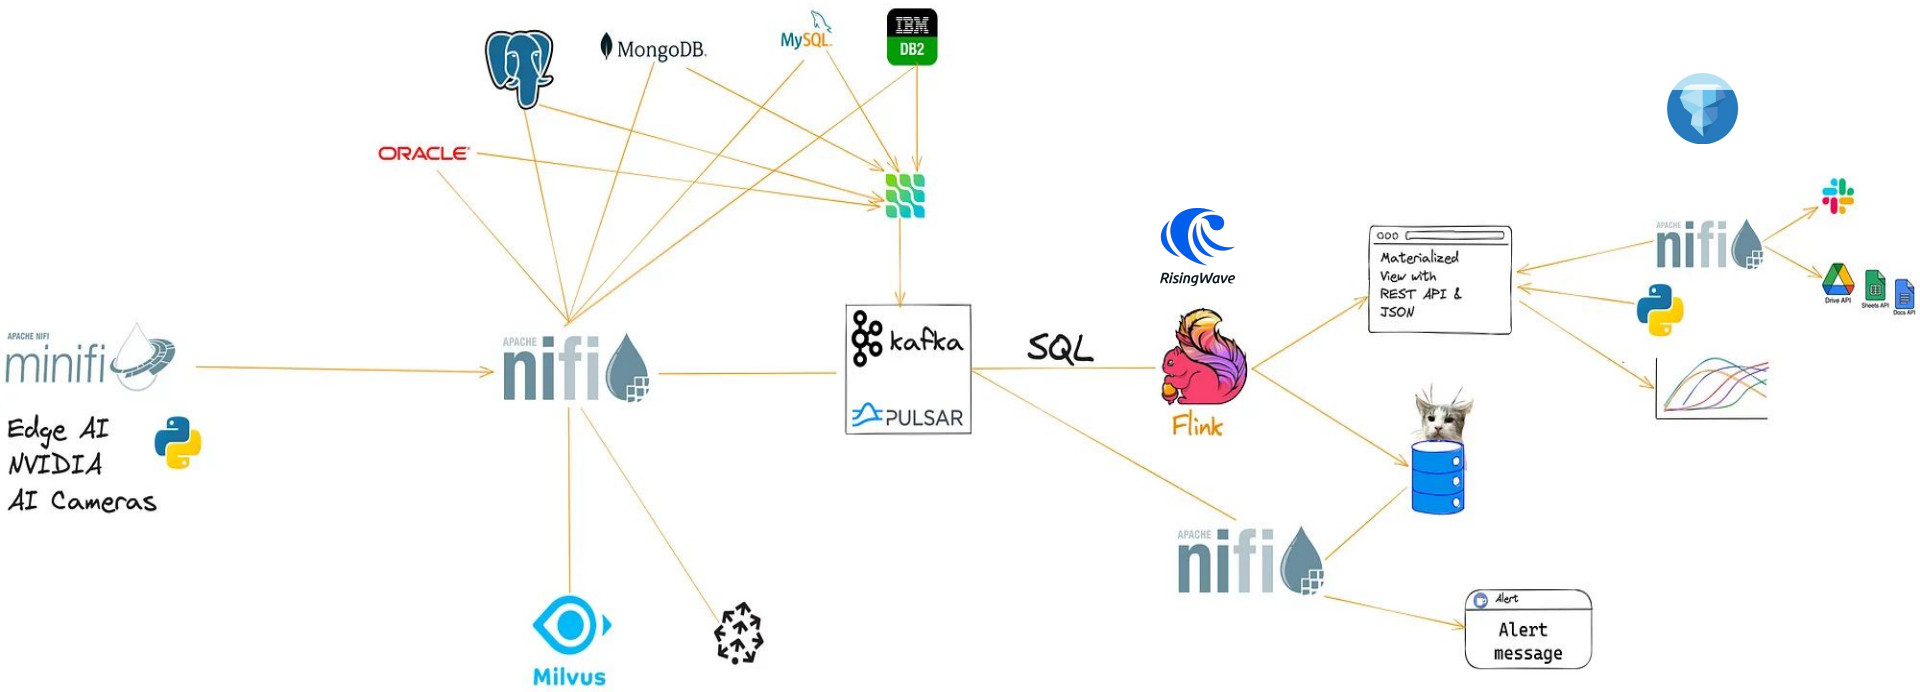 MongoDB.
MySQL
IBM
DB2
ORACLE
APACHE NIFI
minifi
Edge AI
NVIDIA
AI Cameras
APACHE
nifi
Milvus
kafka
PULSAR
SQL
RisingWave
Flink
APACHE
nifi
Alert
Alert
message
Materialized
View with
REST API &
JSON
APACHE
nifi
Drive API
Sheets API
Docs API